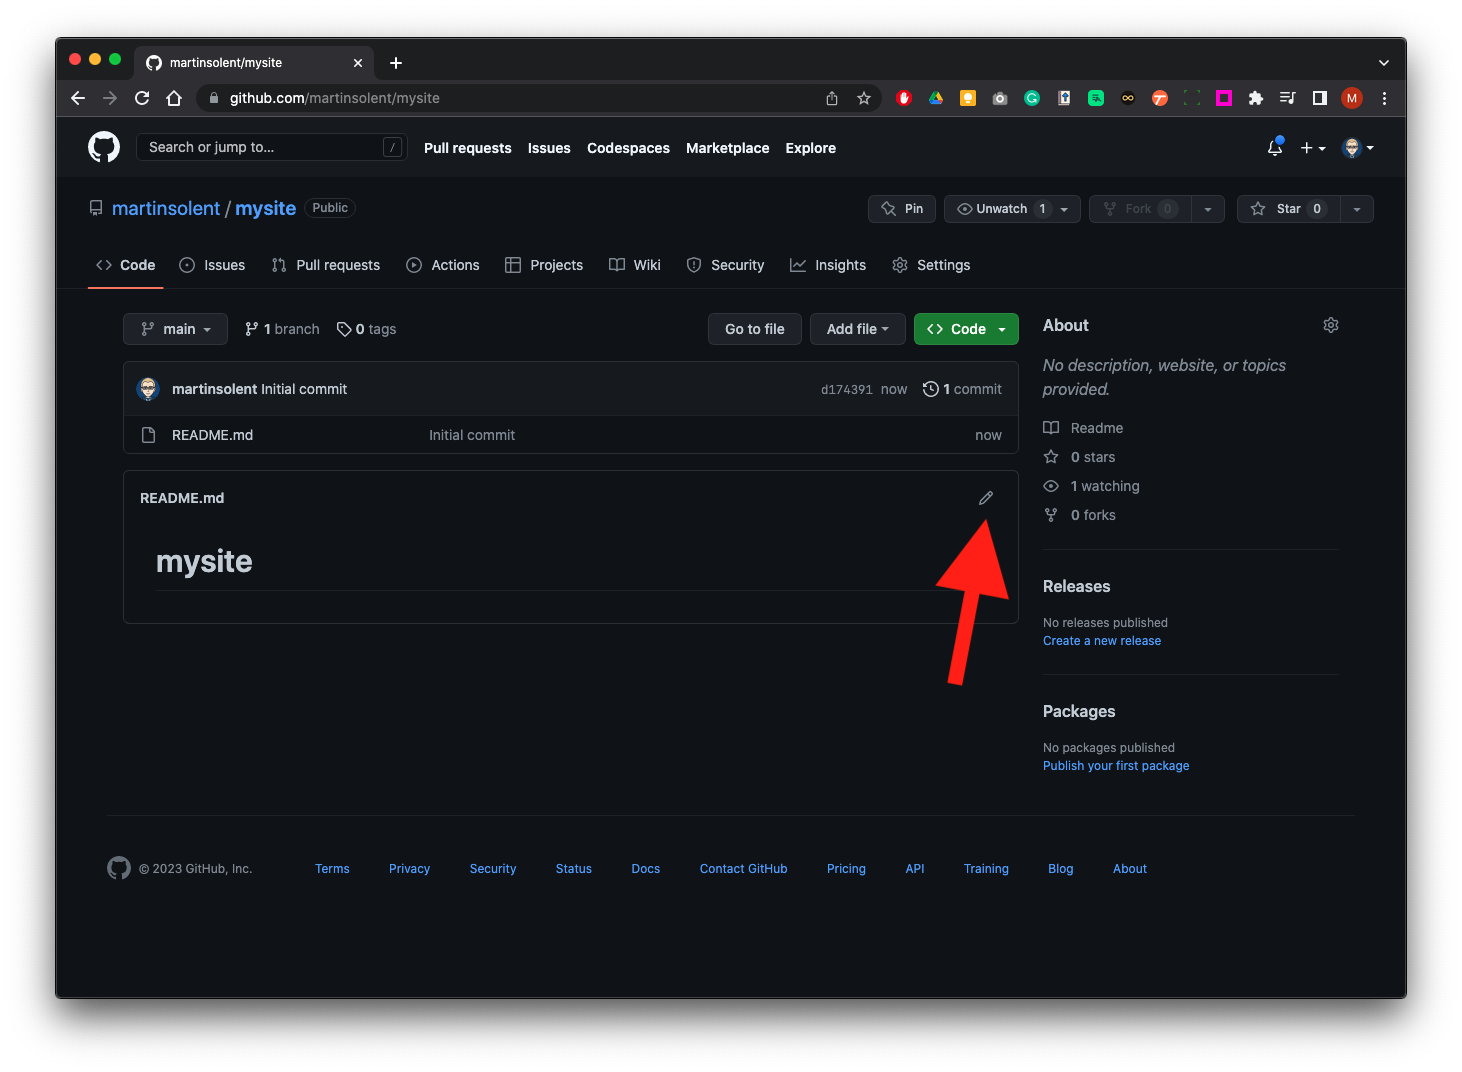 martinsolent/mysite
github.com/martinsolent/mysite
M
Search or jump to... /
Pull requests Issues Codespaces Marketplace Explore
martinsolent / mysite Public
Pin Unwatch 1 Fork 0 Star 0
Code Issues Pull requests Actions Projects Wiki Security Insights Settings
main 1 branch 0 tags Go to file Add file Code
martinsolent Initial commit d174391 now 1 commit
README.md Initial commit now
README.md
mysite
About
No description, website, or topics
provided.
Readme
0 stars
1 watching
0 forks
Releases
No releases published
Create a new release
Packages
No packages published
Publish your first package
© 2023 GitHub, Inc. Terms Privacy Security Status Docs Contact GitHub Pricing API Training Blog About